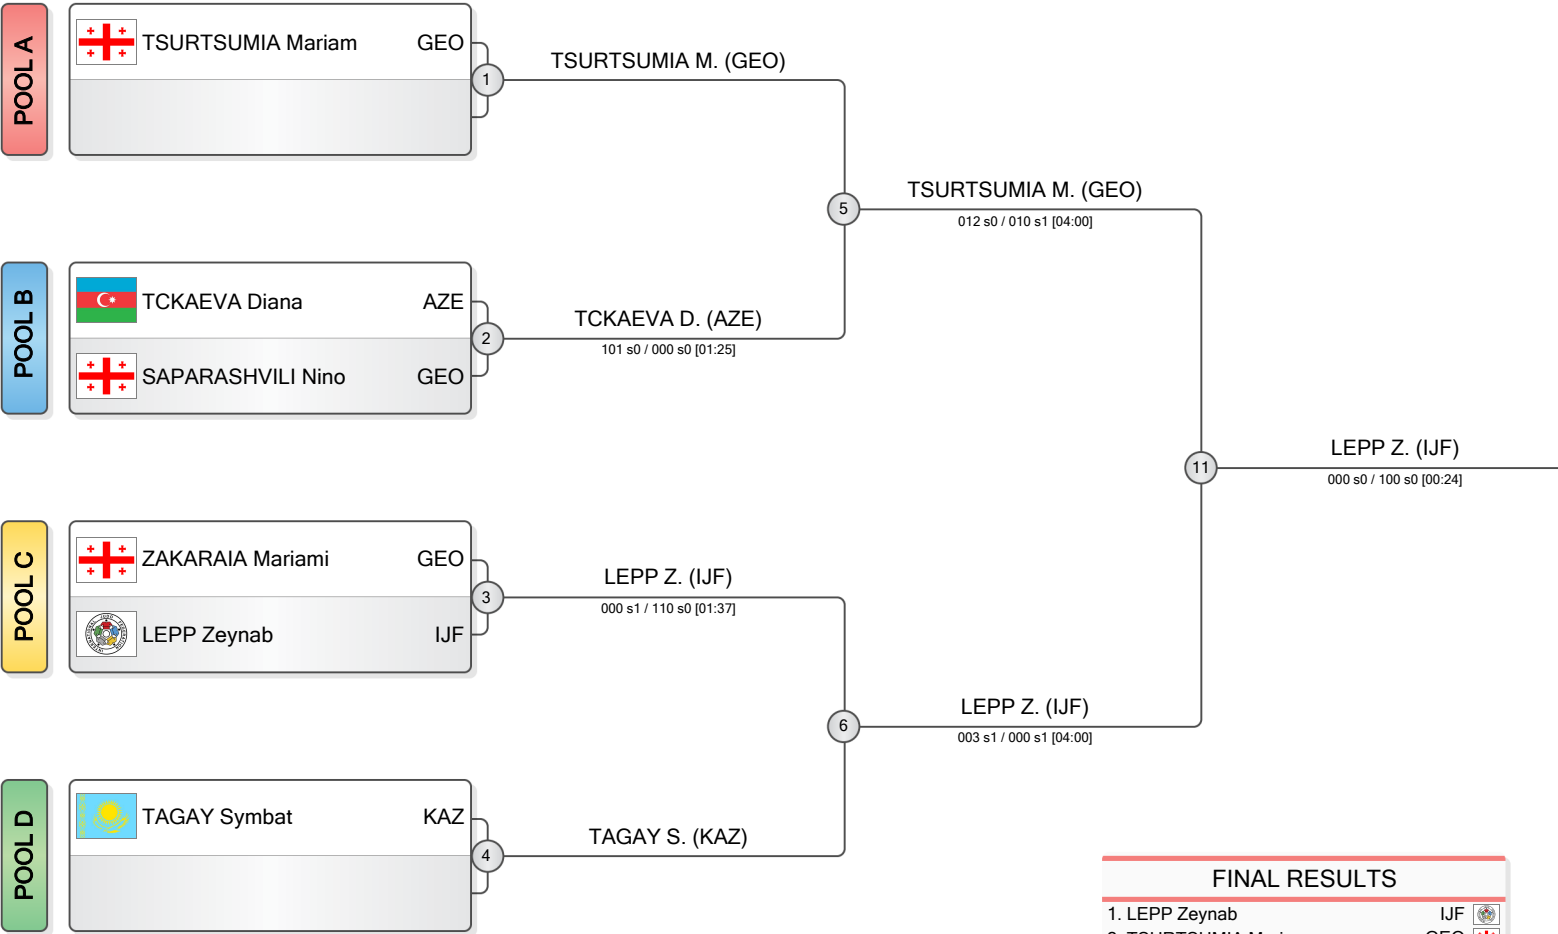 POOL A
TSURTSUMIA Mariam GEO
1
TSURTSUMIA M. (GEO)
5
TSURTSUMIA M. (GEO)
012 s0 / 010 s1 [04:00]
POOL B
TCKAEVA Diana AZE
SAPARASHVILI Nino GEO
2
TCKAEVA D. (AZE)
101 s0 / 000 s0 [01:25]
11
LEPP Z. (IJF)
000 s0 / 100 s0 [00:24]
POOL C
ZAKARAIA Mariami GEO
LEPP Zeynab IJF
3
LEPP Z. (IJF)
000 s1 / 110 s0 [01:37]
6
LEPP Z. (IJF)
003 s1 / 000 s1 [04:00]
POOL D
TAGAY Symbat KAZ
4
TAGAY S. (KAZ)
FINAL RESULTS
1. LEPP Zeynab IJF
2. TSURTSUMIA Mariam GEO